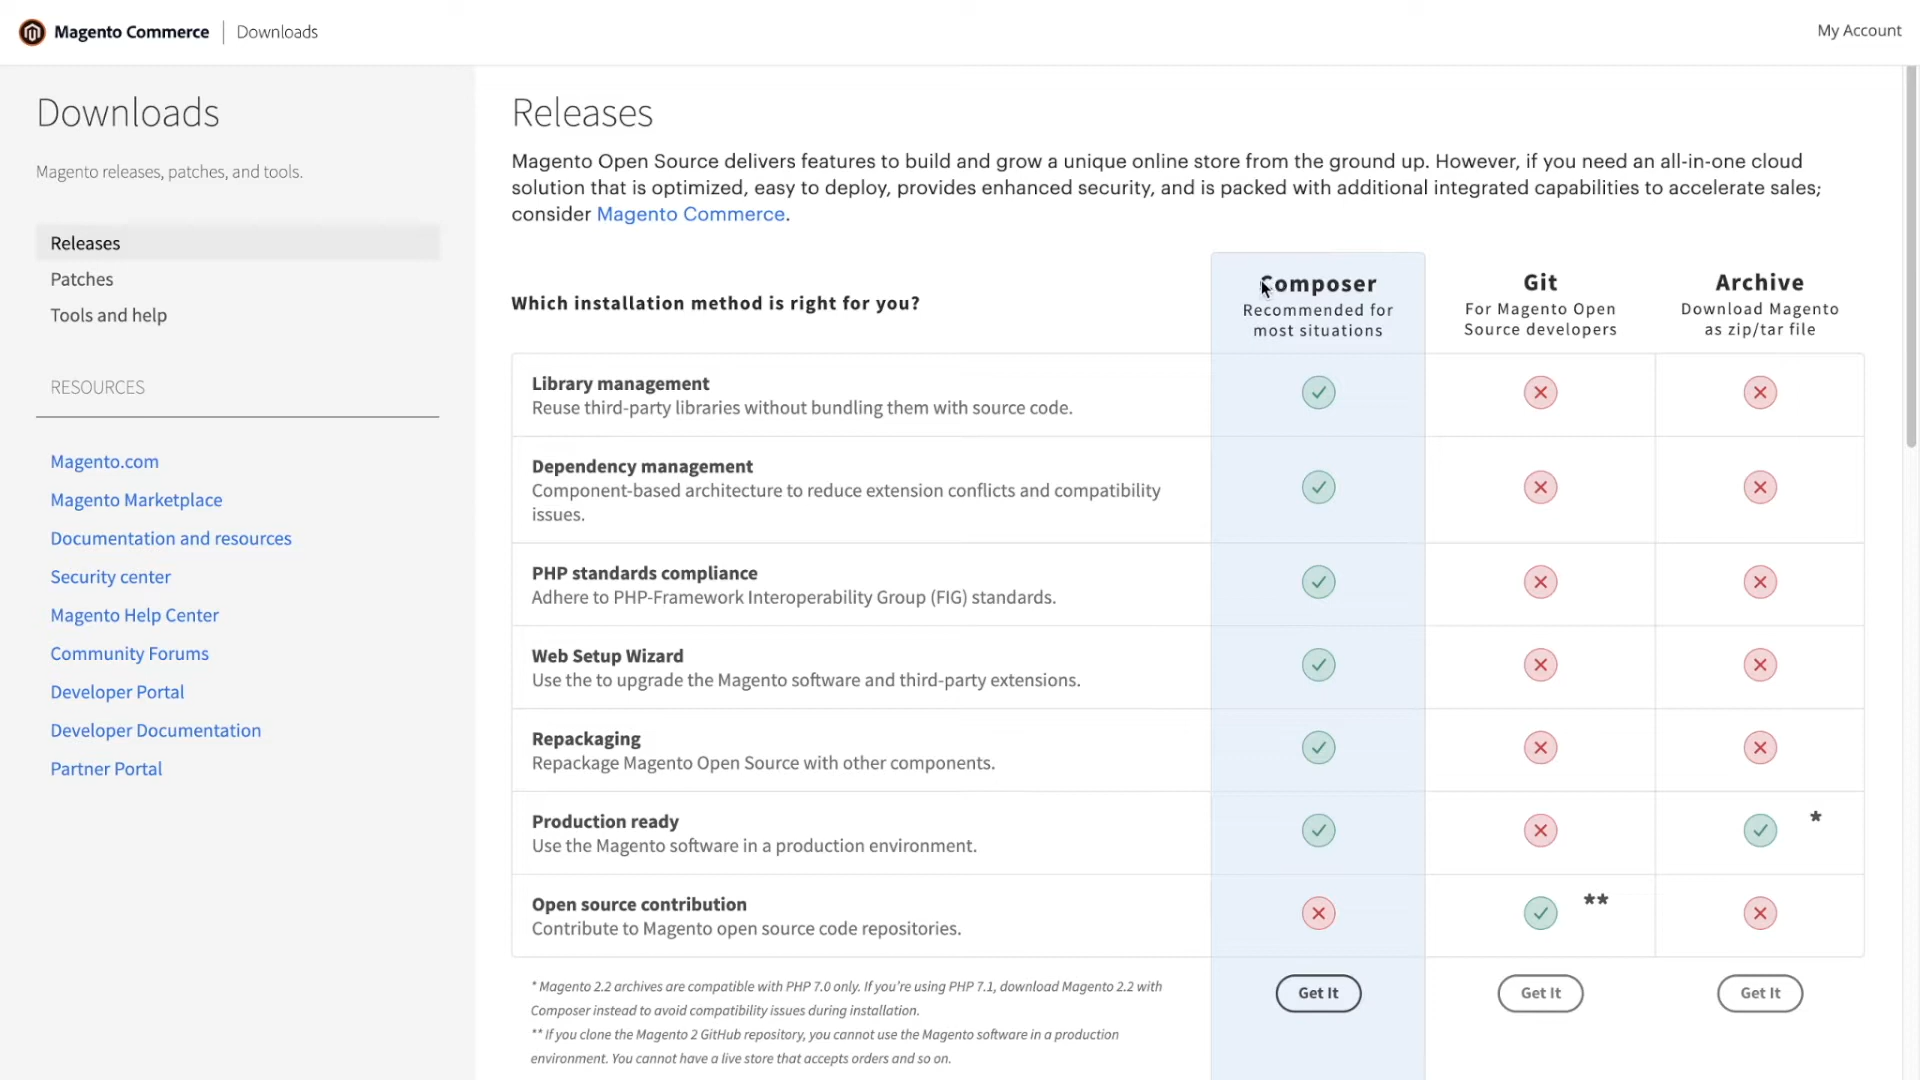 Magento Commerce
Downloads
My Account
Downloads
Magento releases, patches, and tools.
Releases
Patches
Tools and help
RESOURCES
Magento.com
Magento Marketplace
Documentation and resources
Security center
Magento Help Center
Community Forums
Developer Portal
Developer Documentation
Partner Portal
Releases
Magento Open Source delivers features to build and grow a unique online store from the ground up. However, if you need an all-in-one cloud
solution that is optimized, easy to deploy, provides enhanced security, and is packed with additional integrated capabilities to accelerate sales;
consider Magento Commerce.
Which installation method is right for you?
Composer
Recommended for
most situations
Git
For Magento Open
Source developers
Archive
Download Magento
as zip/tar file
Library management
Reuse third-party libraries without bundling them with source code.
Dependency management
Component-based architecture to reduce extension conflicts and compatibility
issues.
PHP standards compliance
Adhere to PHP-Framework Interoperability Group (FIG) standards.
Web Setup Wizard
Use the to upgrade the Magento software and third-party extensions.
Repackaging
Repackage Magento Open Source with other components.
Production ready
Use the Magento software in a production environment.
*
Open source contribution
Contribute to Magento open source code repositories.
**
* Magento 2.2 archives are compatible with PHP 7.0 only. If you're using PHP 7.1, download Magento 2.2 with
Composer instead to avoid compatibility issues during installation.
** If you clone the Magento 2 GitHub repository, you cannot use the Magento software in a production
environment. You cannot have a live store that accepts orders and so on.
Get It
Get It
Get It